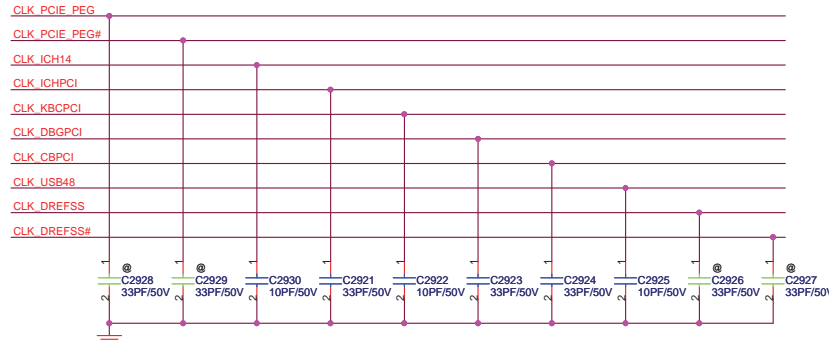 CLK_PCIE_PEG
CLK_PCIE_PEG#
CLK_ICH14
CLK_ICHPCI
CLK_KBCPCI
CLK_DBGPCI
CLK_CBPCI
CLK_USB48
CLK_DREFSS
CLK_DREFSS#
1 1 1 1 1 1 1 1 1 1
@ @ @ @
C2928 C2929 C2930 C2921 C2922 C2923 C2924 C2925 C2926 C2927
33PF/50V 33PF/50V 10PF/50V 33PF/50V 10PF/50V 33PF/50V 33PF/50V 10PF/50V 33PF/50V 33PF/50V
2 2 2 2 2 2 2 2 2 2